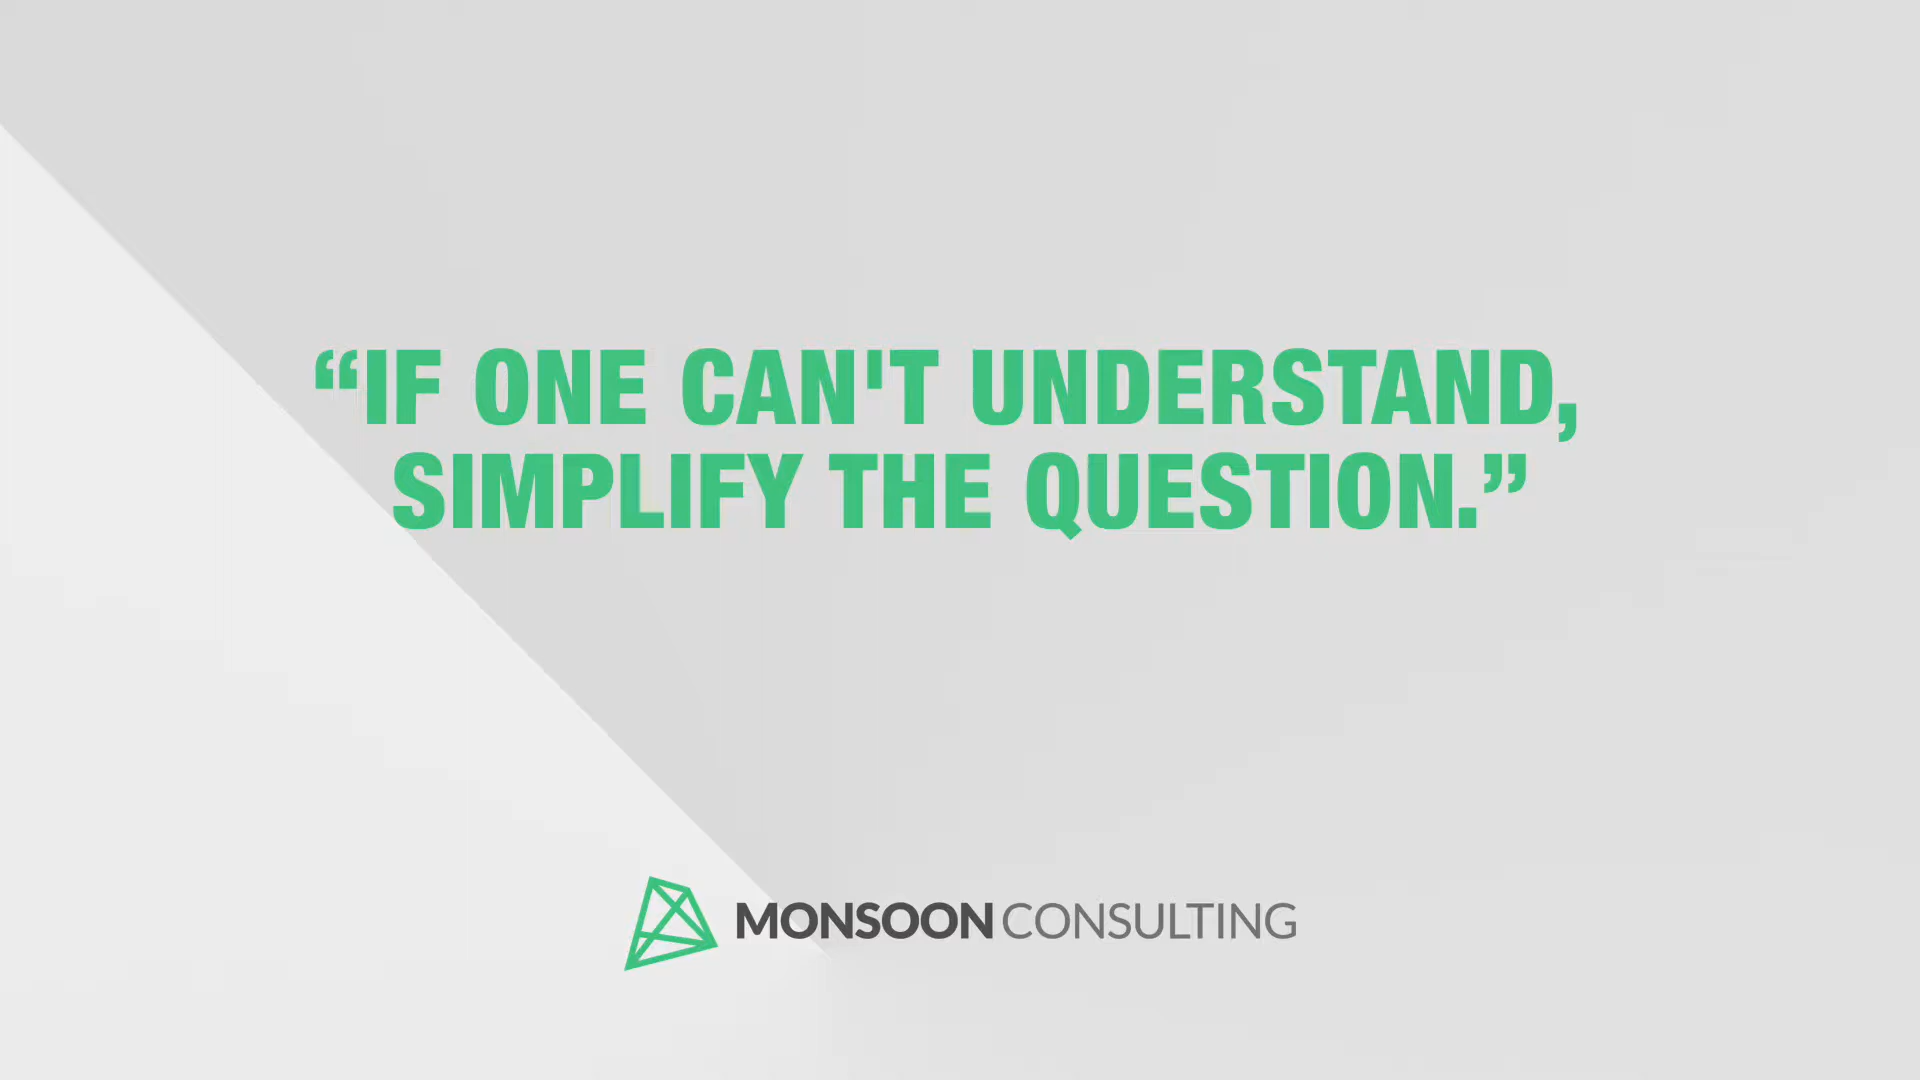 “IF ONE CAN'T UNDERSTAND,
SIMPLIFY THE QUESTION.”
MONSOON CONSULTING